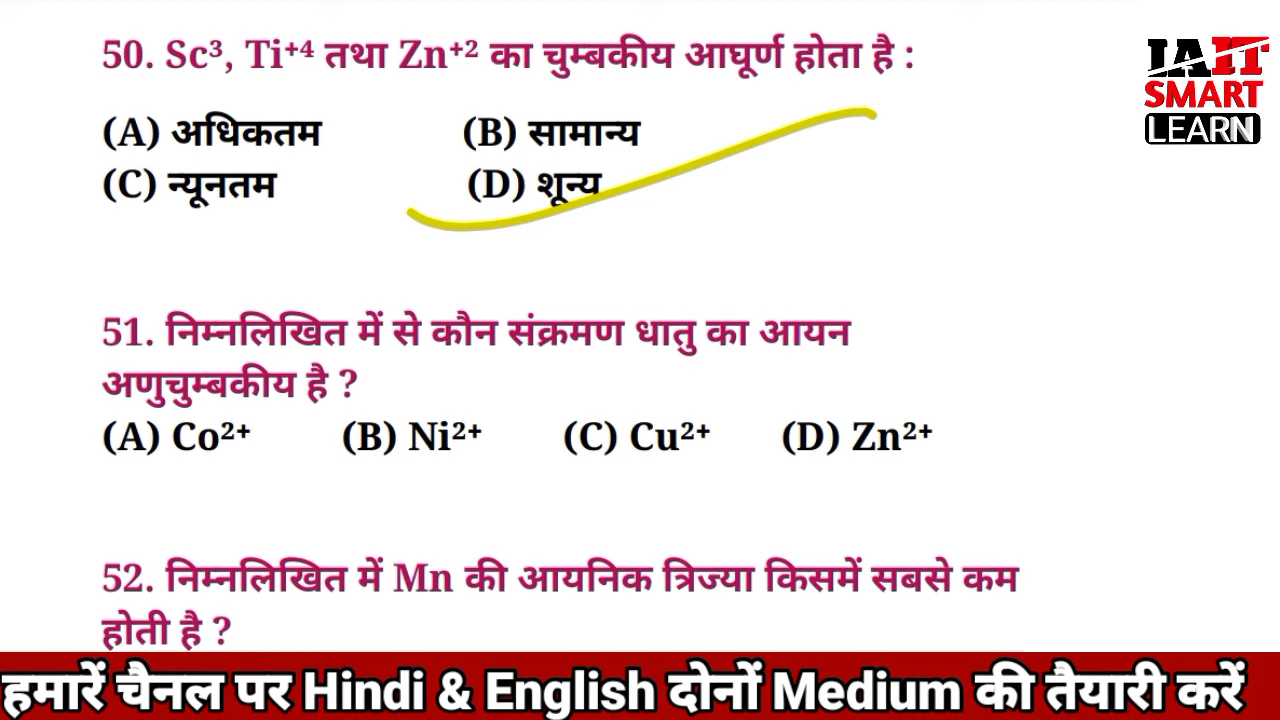 50. Sc³, Ti⁺⁴ तथा Zn⁺² का चुम्बकीय आघूर्ण होता है :
(A) अधिकतम (B) सामान्य
(C) न्यूनतम (D) शून्य
51. निम्नलिखित में से कौन संक्रमण धातु का आयन
अणुचुम्बकीय है ?
(A) Co²⁺ (B) Ni²⁺ (C) Cu²⁺ (D) Zn²⁺
52. निम्नलिखित में Mn की आयनिक त्रिज्या किसमें सबसे कम
होती है ?
हमारें चैनल पर Hindi & English दोनों Medium की तैयारी करें
SMART
LEARN